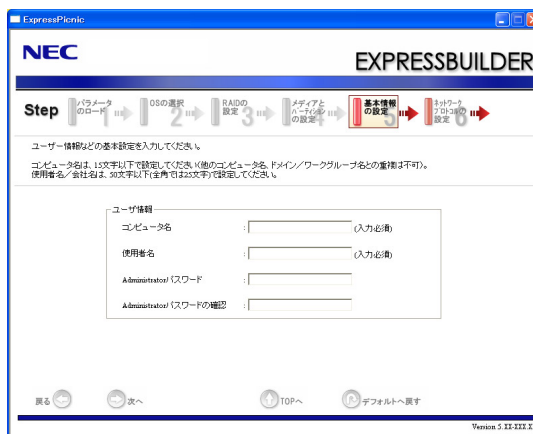 ExpressPicnic
NEC
EXPRESSBUILDER
Step パラメータのロード 1 OSの選択 2 RAIDの設定 3 メディアとパーティションの設定 4 基本情報の設定 5 ネットワークプロトコルの設定 6
ユーザー情報などの基本設定を入力してください。
コンピュータ名は、15文字以下で設定してください(他のコンピュータ名、ドメイン／ワークグループ名との重複は不可)。
使用者名／会社名は、50文字以下(全角では25文字)で設定してください。
ユーザ情報
コンピュータ名 : (入力必須)
使用者名 : (入力必須)
Administratorパスワード :
Administratorパスワードの確認 :
戻る 次へ TOPへ デフォルトへ戻す
Version 5.XX-XXX.X